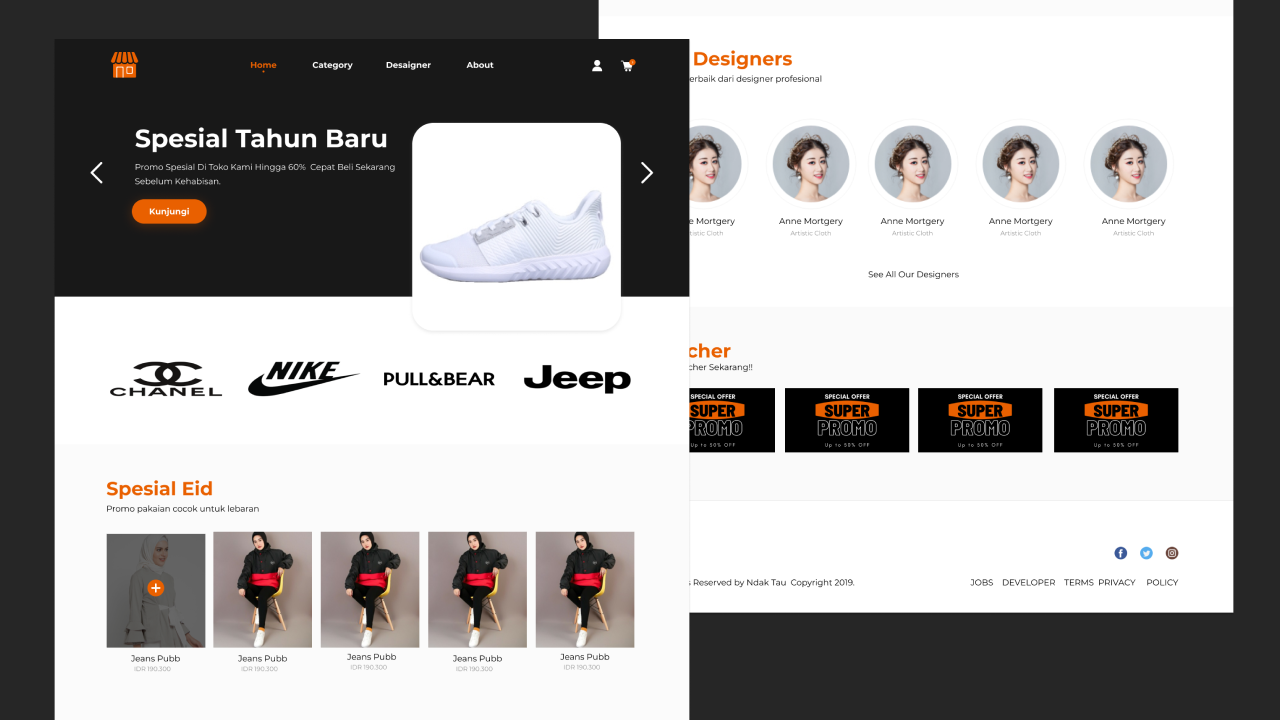 Home
Category
Desaigner
About
Spesial Tahun Baru
Promo Spesial Di Toko Kami Hingga 60% Cepat Beli Sekarang
Sebelum Kehabisan.
Kunjungi
CHANEL
NIKE
PULL&BEAR
Jeep
Spesial Eid
Promo pakaian cocok untuk lebaran
Jeans Pubb
IDR 190.300
Jeans Pubb
IDR 190.300
Jeans Pubb
IDR 190.300
Jeans Pubb
IDR 190.300
Jeans Pubb
IDR 190.300
Designers
erbaik dari designer profesional
e Mortgery
rtistic Cloth
Anne Mortgery
Artistic Cloth
Anne Mortgery
Artistic Cloth
Anne Mortgery
Artistic Cloth
Anne Mortgery
Artistic Cloth
See All Our Designers
cher
cher Sekarang!!
SPECIAL OFFER
SUPER
PROMO
Up to 50% OFF
SPECIAL OFFER
SUPER
PROMO
Up to 50% OFF
SPECIAL OFFER
SUPER
PROMO
Up to 50% OFF
SPECIAL OFFER
SUPER
PROMO
Up to 50% OFF
s Reserved by Ndak Tau Copyright 2019.
JOBS DEVELOPER TERMS PRIVACY POLICY